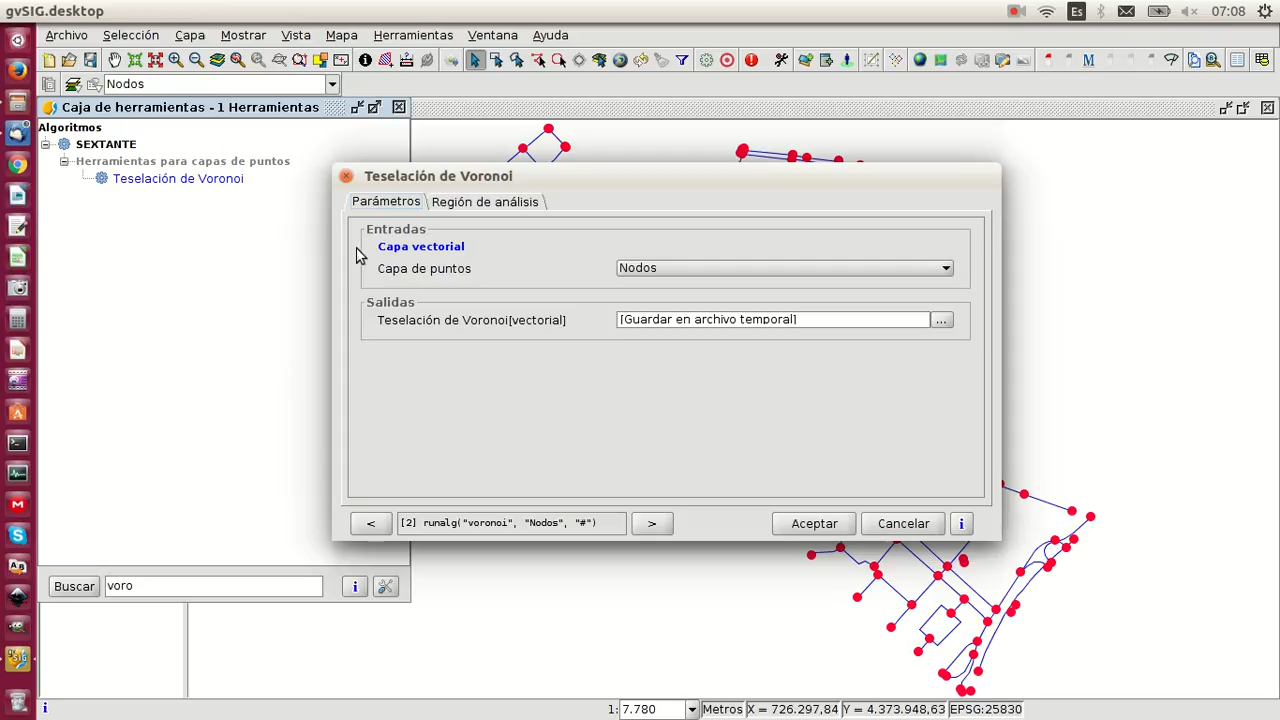 gvSIG.desktop
Es
07:08
Archivo Selección Capa Mostrar Vista Mapa Herramientas Ventana Ayuda
Nodos
Caja de herramientas - 1 Herramientas
Algoritmos
SEXTANTE
Herramientas para capas de puntos
Teselación de Voronoi
Teselación de Voronoi
Parámetros Región de análisis
Entradas
Capa vectorial
Capa de puntos Nodos
Salidas
Teselación de Voronoi[vectorial] [Guardar en archivo temporal] ...
< [2] runalg("voronoi", "Nodos", "#") > Aceptar Cancelar i
Buscar voro i
i 1: 7.780 Metros X = 726.297,84 Y = 4.373.948,63 EPSG:25830